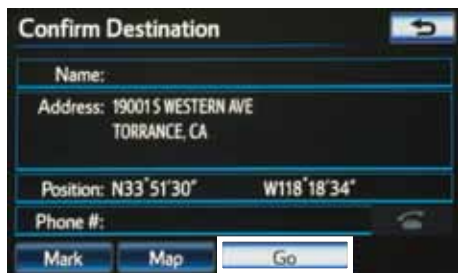 Confirm Destination
Name:
Address: 19001 S WESTERN AVE
TORRANCE, CA
Position: N33°51'30" W118°18'34"
Phone #:
Mark Map Go